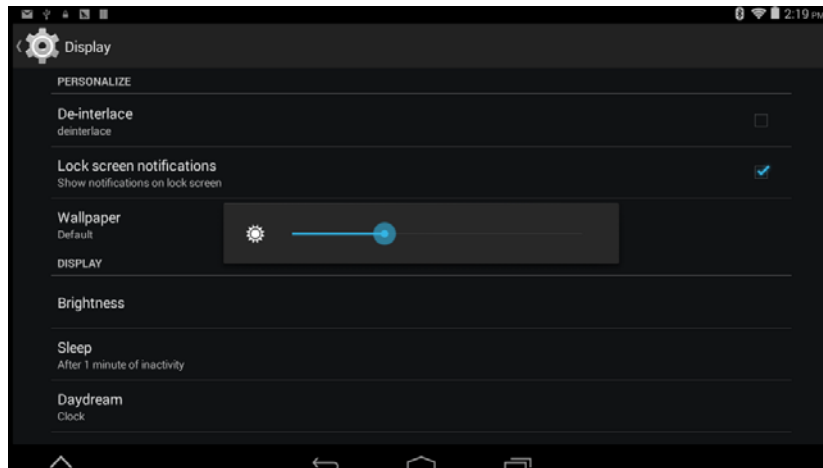 2:19 PM
Display
PERSONALIZE
De-interlace
deinterlace
Lock screen notifications
Show notifications on lock screen
Wallpaper
Default
DISPLAY
Brightness
Sleep
After 1 minute of inactivity
Daydream
Clock